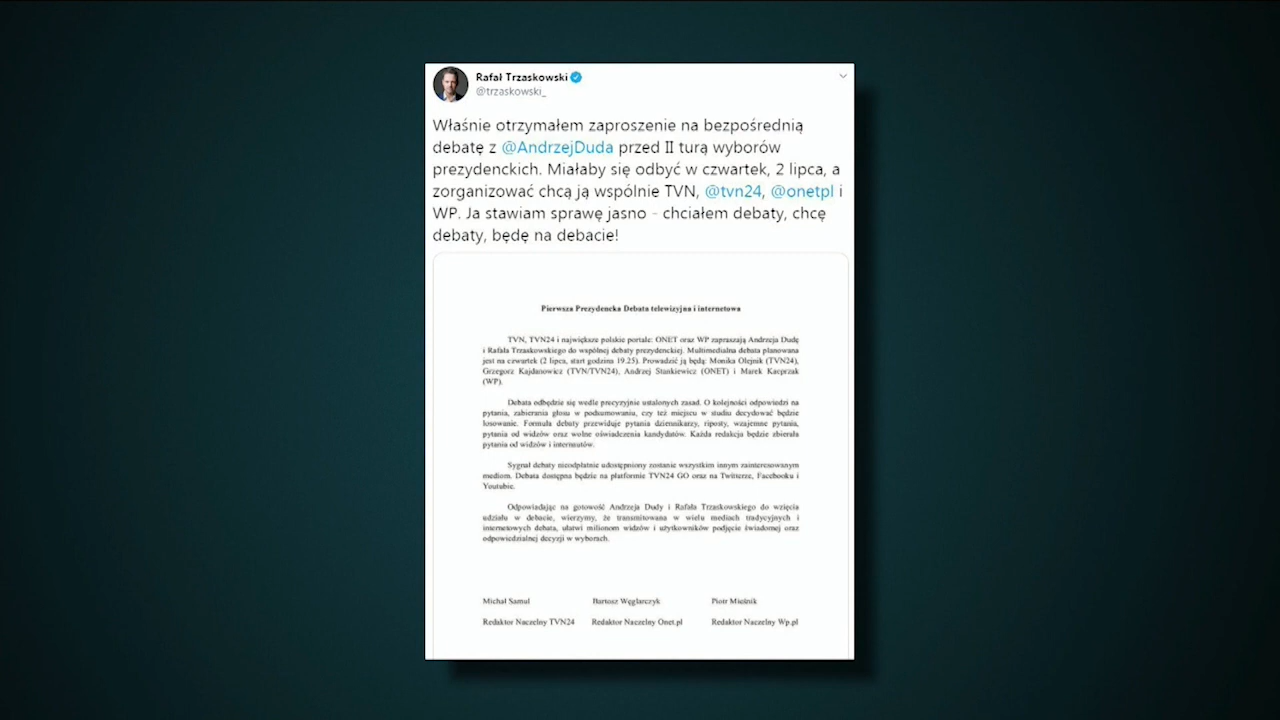 Rafał Trzaskowski
@trzaskowski_
Właśnie otrzymałem zaproszenie na bezpośrednią
debatę z @AndrzejDuda przed II turą wyborów
prezydenckich. Miałaby się odbyć w czwartek, 2 lipca, a
zorganizować chcą ją wspólnie TVN, @tvn24, @onetpl i
WP. Ja stawiam sprawę jasno - chciałem debaty, chcę
debaty, będę na debacie!
Pierwsza Prezydencka Debata telewizyjna i internetowa
TVN, TVN24 i największe polskie portale: ONET oraz WP zapraszają Andrzeja Dudę
i Rafała Trzaskowskiego do wspólnej debaty prezydenckiej. Multimedialna debata planowana
jest na czwartek (2 lipca, start godzina 19.25). Prowadzić ją będą: Monika Olejnik (TVN24),
Grzegorz Kajdanowicz (TVN/TVN24), Andrzej Stankiewicz (ONET) i Marek Kacprzak
(WP).
Debata odbędzie się wedle precyzyjnie ustalonych zasad. O kolejności odpowiedzi na
pytania, zabierania głosu w podsumowaniu, czy też miejscu w studiu decydować będzie
losowanie. Formuła debaty przewiduje pytania dziennikarzy, riposty, wzajemne pytania,
pytania od widzów oraz wolne oświadczenia kandydatów. Każda redakcja będzie zbierała
pytania od widzów i internautów.
Sygnał debaty nieodpłatnie udostępniony zostanie wszystkim innym zainteresowanym
mediom. Debata dostępna będzie na platformie TVN24 GO oraz na Twitterze, Facebooku i
Youtubie.
Odpowiadając na gotowość Andrzeja Dudy i Rafała Trzaskowskiego do wzięcia
udziału w debacie, wierzymy, że transmitowana w wielu mediach tradycyjnych i
internetowych debata, ułatwi milionom widzów i użytkowników podjęcie świadomej oraz
odpowiedzialnej decyzji w wyborach.
Michał Samul Bartosz Węglarczyk Piotr Mieśnik
Redaktor Naczelny TVN24 Redaktor Naczelny Onet.pl Redaktor Naczelny Wp.pl